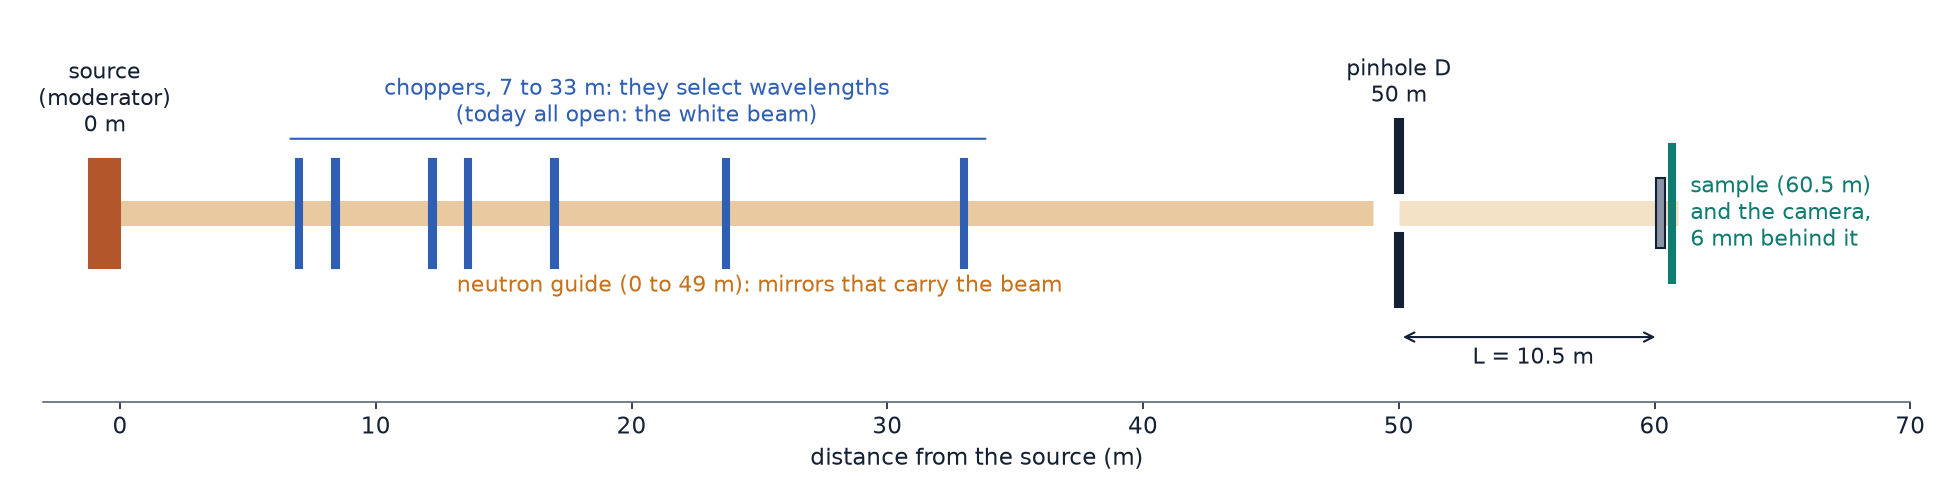 source
(moderator)
0 m
choppers, 7 to 33 m: they select wavelengths
(today all open: the white beam)
pinhole D
50 m
sample (60.5 m)
and the camera,
6 mm behind it
neutron guide (0 to 49 m): mirrors that carry the beam
L = 10.5 m
0 10 20 30 40 50 60 70
distance from the source (m)